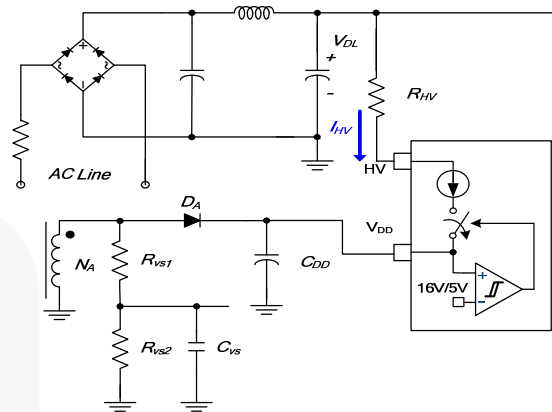 V_DL
+
-
R_HV
I_HV
HV
AC Line
D_A
V_DD
N_A
R_vs1
C_DD
16V/5V
+
-
R_vs2
C_vs